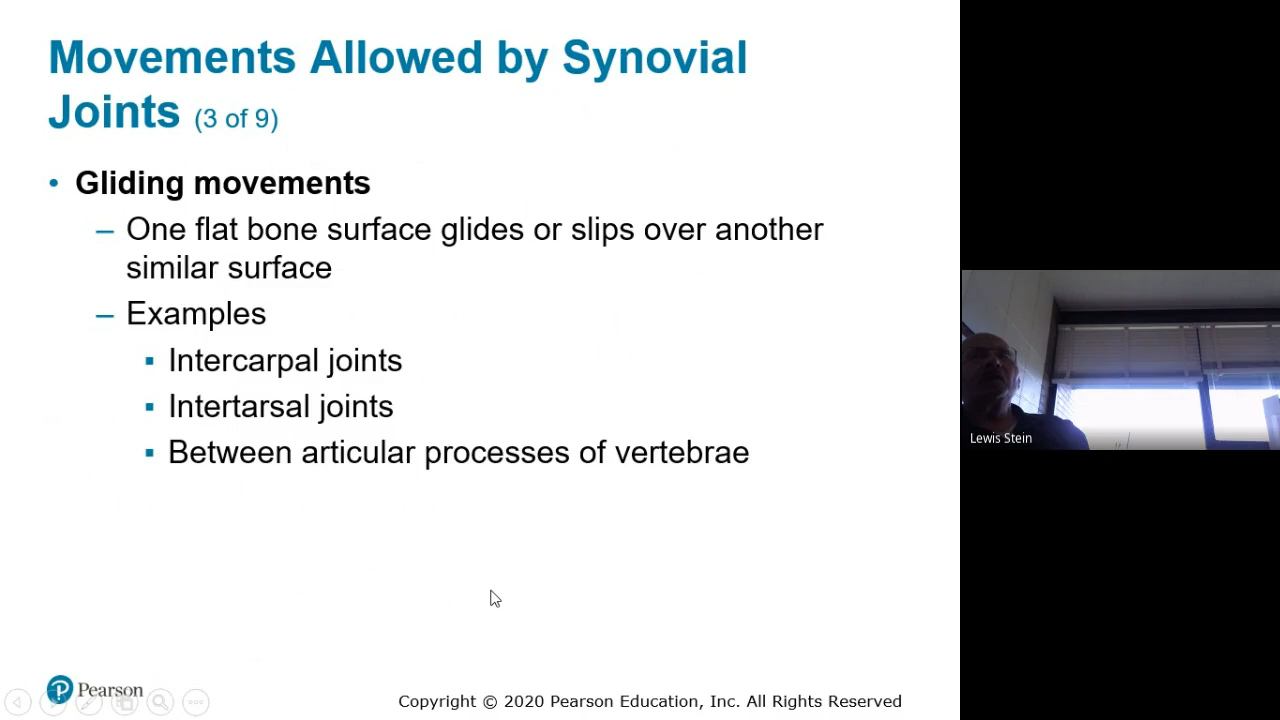 Movements Allowed by Synovial
Joints (3 of 9)
• Gliding movements
– One flat bone surface glides or slips over another
similar surface
– Examples
▪ Intercarpal joints
▪ Intertarsal joints
▪ Between articular processes of vertebrae
Lewis Stein
Pearson
Copyright © 2020 Pearson Education, Inc. All Rights Reserved